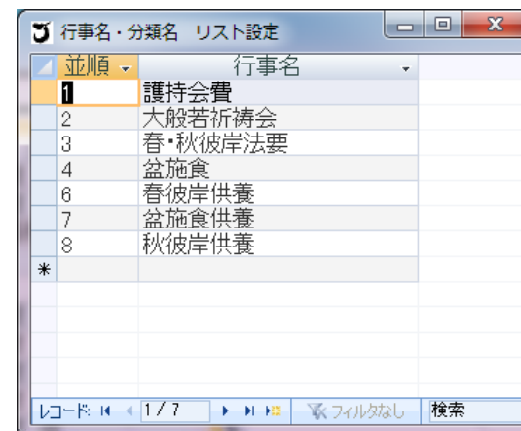 行事名・分類名 リスト設定
並順 行事名
1 護持会費
2 大般若祈祷会
3 春・秋彼岸法要
4 盆施食
6 春彼岸供養
7 盆施食供養
8 秋彼岸供養
レコード: 1 / 7 フィルタなし 検索